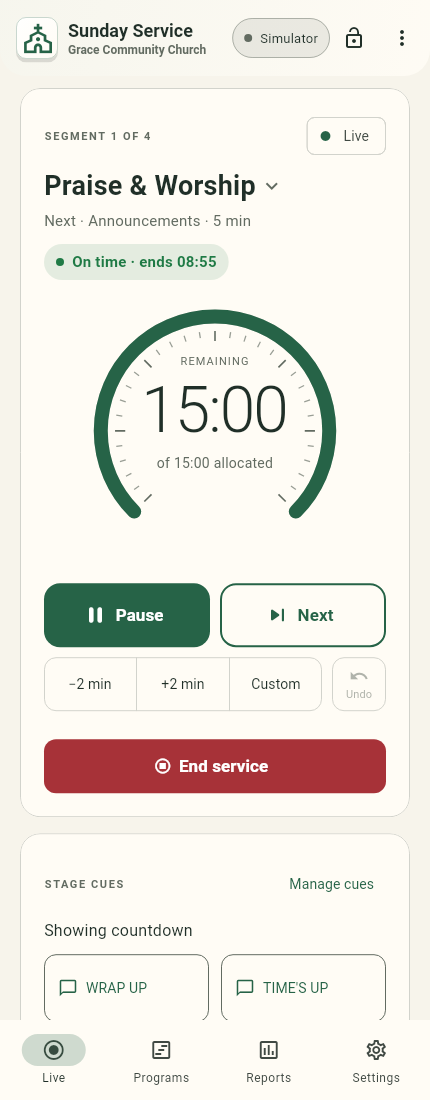 Sunday Service
Grace Community Church
Simulator
SEGMENT 1 OF 4
Live
Praise & Worship
Next · Announcements · 5 min
On time · ends 08:55
REMAINING
15:00
of 15:00 allocated
Pause
Next
−2 min
+2 min
Custom
Undo
End service
STAGE CUES
Manage cues
Showing countdown
WRAP UP
TIME'S UP
Live
Programs
Reports
Settings